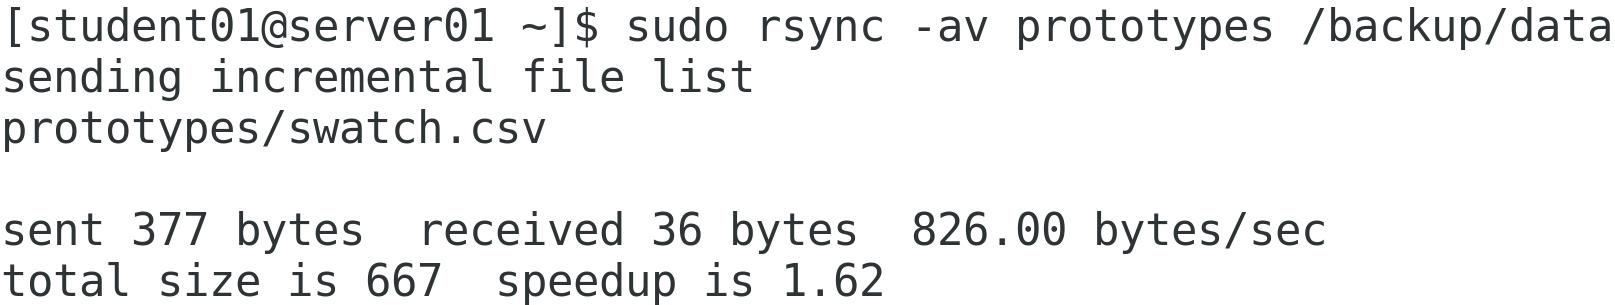 [student01@server01 ~]$ sudo rsync -av prototypes /backup/data
sending incremental file list
prototypes/swatch.csv
sent 377 bytes  received 36 bytes  826.00 bytes/sec
total size is 667  speedup is 1.62